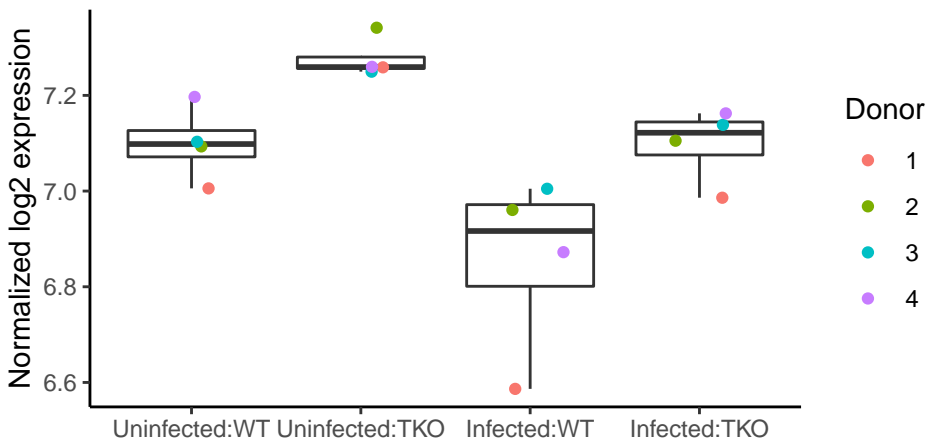 Normalized log2 expression
7.2
7.0
6.8
6.6
Uninfected:WT
Uninfected:TKO
Infected:WT
Infected:TKO
Donor
1
2
3
4